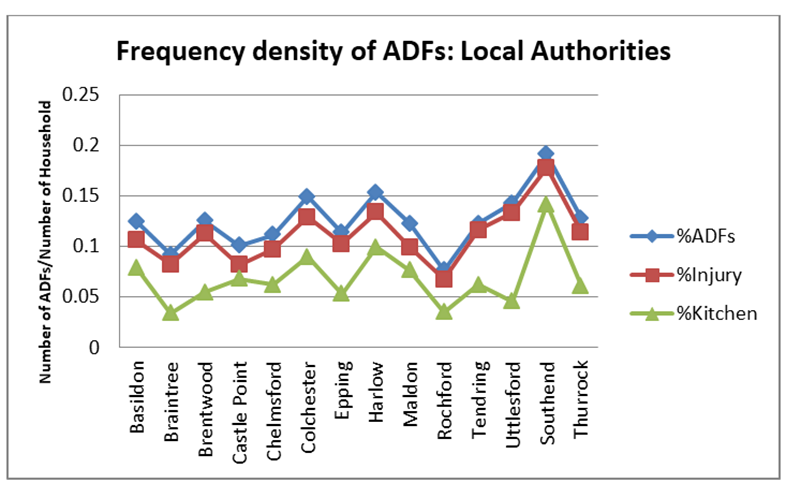 Frequency density of ADFs: Local Authorities
Number of ADFs/Number of Household
0.25
0.2
0.15
0.1
0.05
0
Basildon
Braintree
Brentwood
Castle Point
Chelmsford
Colchester
Epping
Harlow
Maldon
Rochford
Tendring
Uttlesford
Southend
Thurrock
%ADFs
%Injury
%Kitchen